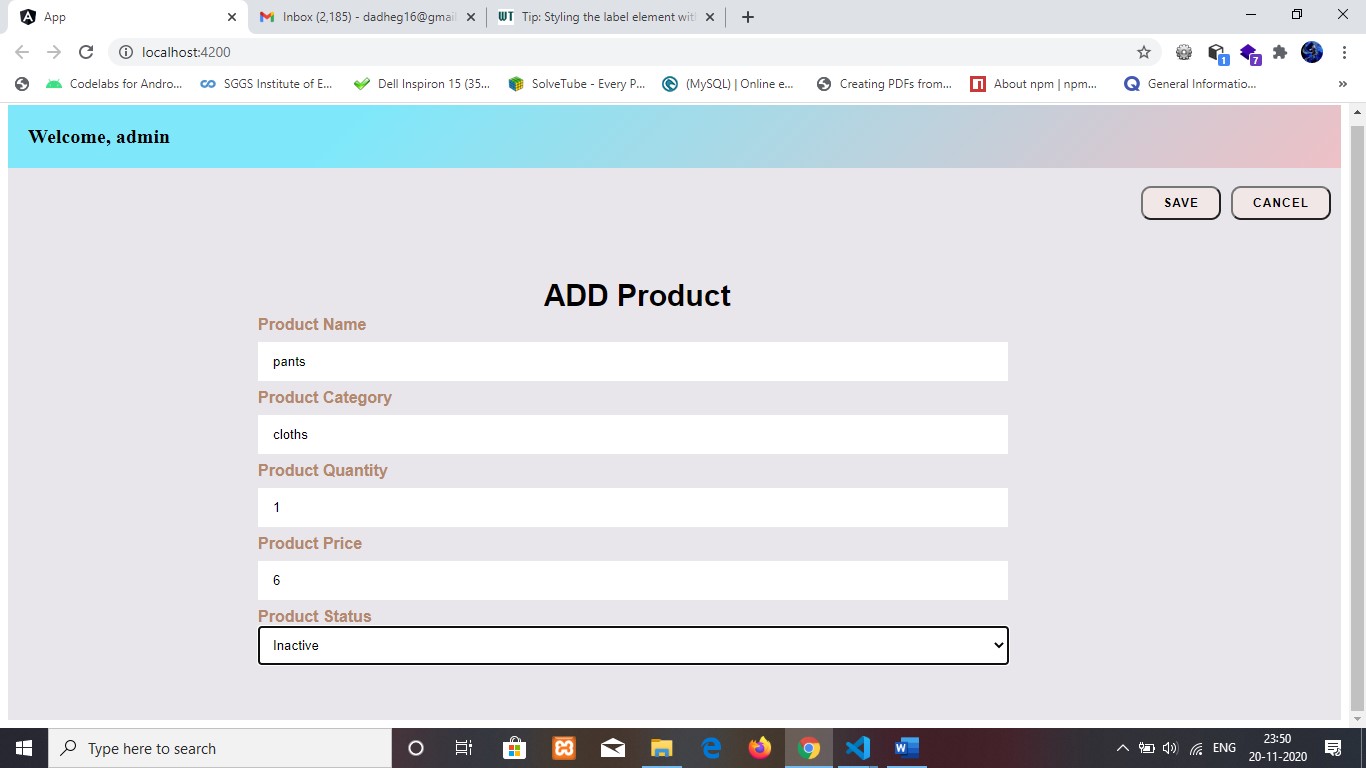 App
Inbox (2,185) - dadheg16@gmail
Tip: Styling the label element with
localhost:4200
1
7
Codelabs for Andro...
SGGS Institute of E...
Dell Inspiron 15 (35...
SolveTube - Every P...
(MySQL) | Online e...
Creating PDFs from...
About npm | npm...
General Informatio...
»
Welcome, admin
SAVE
CANCEL
ADD Product
Product Name
pants
Product Category
cloths
Product Quantity
1
Product Price
6
Product Status
Inactive
Type here to search
ENG
23:50
20-11-2020